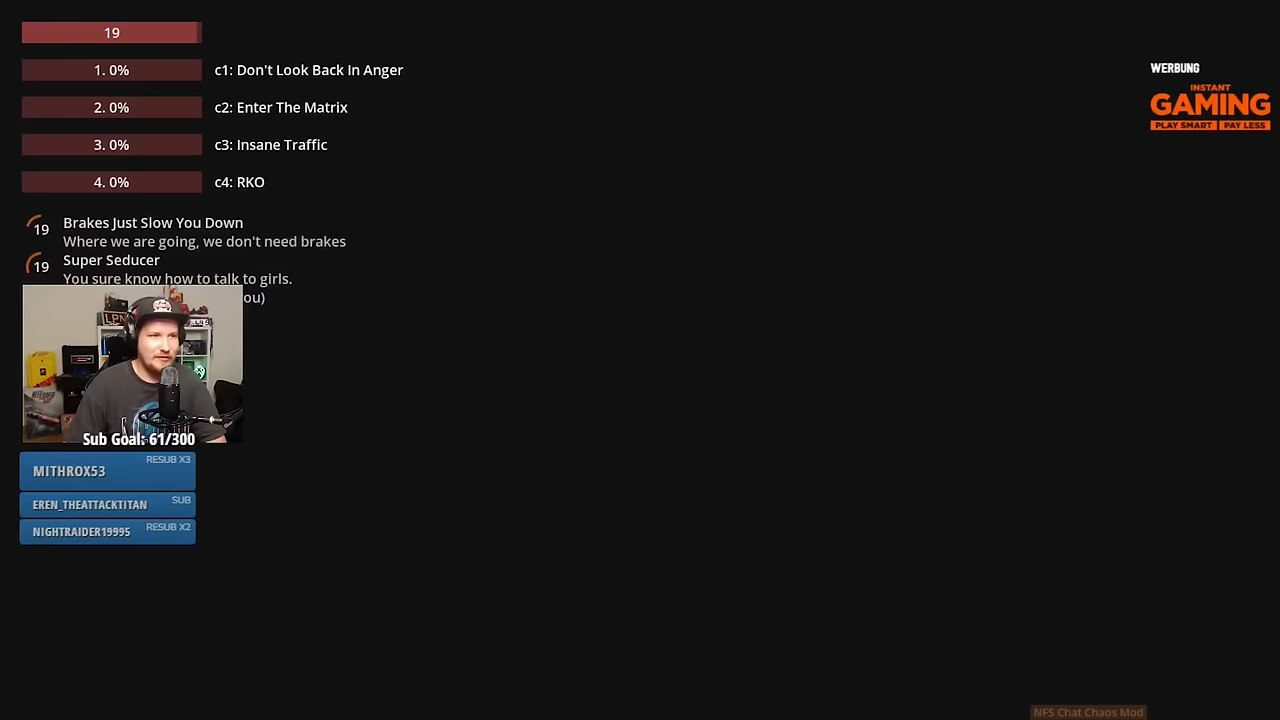 19
1. 0% c1: Don't Look Back In Anger
2. 0% c2: Enter The Matrix
3. 0% c3: Insane Traffic
4. 0% c4: RKO
19 Brakes Just Slow You Down
Where we are going, we don't need brakes
19 Super Seducer
You sure know how to talk to girls.
ou)
WERBUNG
INSTANT
GAMING
PLAY SMART PAY LESS
LPN
Sub Goal: 61/300
MITHROX53 RESUB X3
EREN_THEATTACKTITAN SUB
NIGHTRAIDER19995 RESUB X2
NFS Chat Chaos Mod